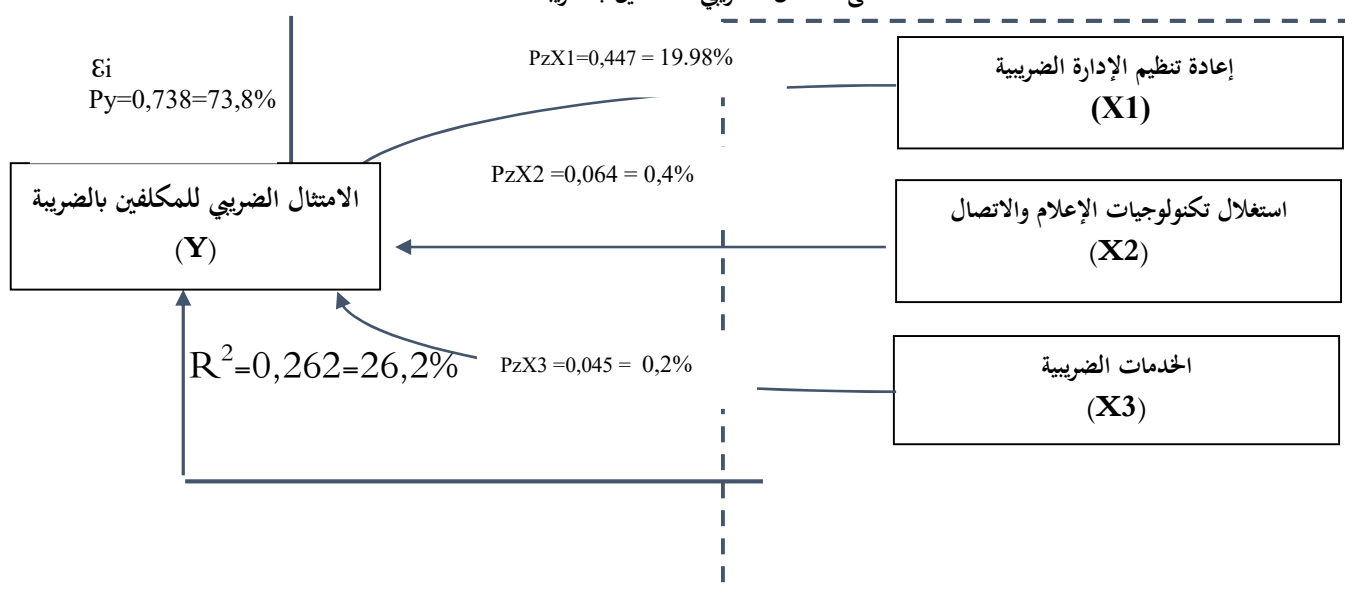 εi
Py=0,738=73,8%
PzX1=0,447 = 19.98%
إعادة تنظيم الإدارة الضريبية
(X1)
PzX2 =0,064 = 0,4%
الامتثال الضريبي للمكلفين بالضريبة
(Y)
استغلال تكنولوجيات الإعلام والاتصال
(X2)
R²=0,262=26,2%
PzX3 =0,045 = 0,2%
الخدمات الضريبية
(X3)